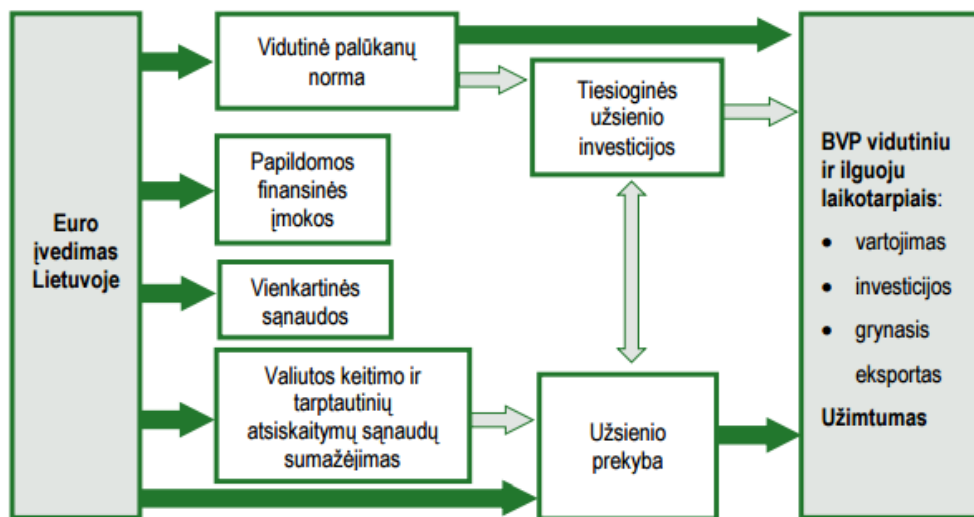 Euro
įvedimas
Lietuvoje
Vidutinė palūkanų
norma
Papildomos
finansinės
įmokos
Vienkartinės
sąnaudos
Valiutos keitimo ir
tarptautinių
atsiskaitymų sąnaudų
sumažėjimas
Tiesioginės
užsienio
investicijos
Užsienio
prekyba
BVP vidutiniu
ir ilguoju
laikotarpiais:
• vartojimas
• investicijos
• grynasis
eksportas
Užimtumas